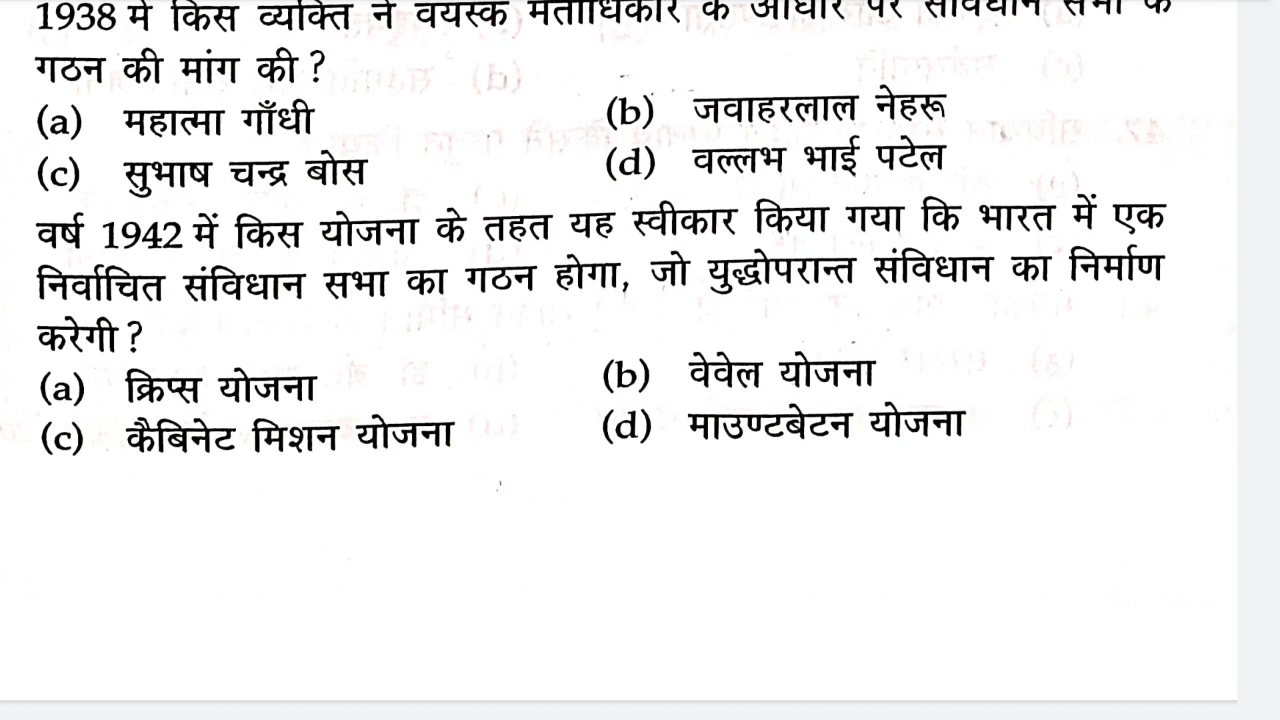 1938 में किस व्यक्ति ने वयस्क मताधिकार के आधार पर संविधान सभा के
गठन की मांग की ?
(a) महात्मा गाँधी (b) जवाहरलाल नेहरू
(c) सुभाष चन्द्र बोस (d) वल्लभ भाई पटेल
वर्ष 1942 में किस योजना के तहत यह स्वीकार किया गया कि भारत में एक
निर्वाचित संविधान सभा का गठन होगा, जो युद्धोपरान्त संविधान का निर्माण
करेगी ?
(a) क्रिप्स योजना (b) वेवेल योजना
(c) कैबिनेट मिशन योजना (d) माउण्टबेटन योजना